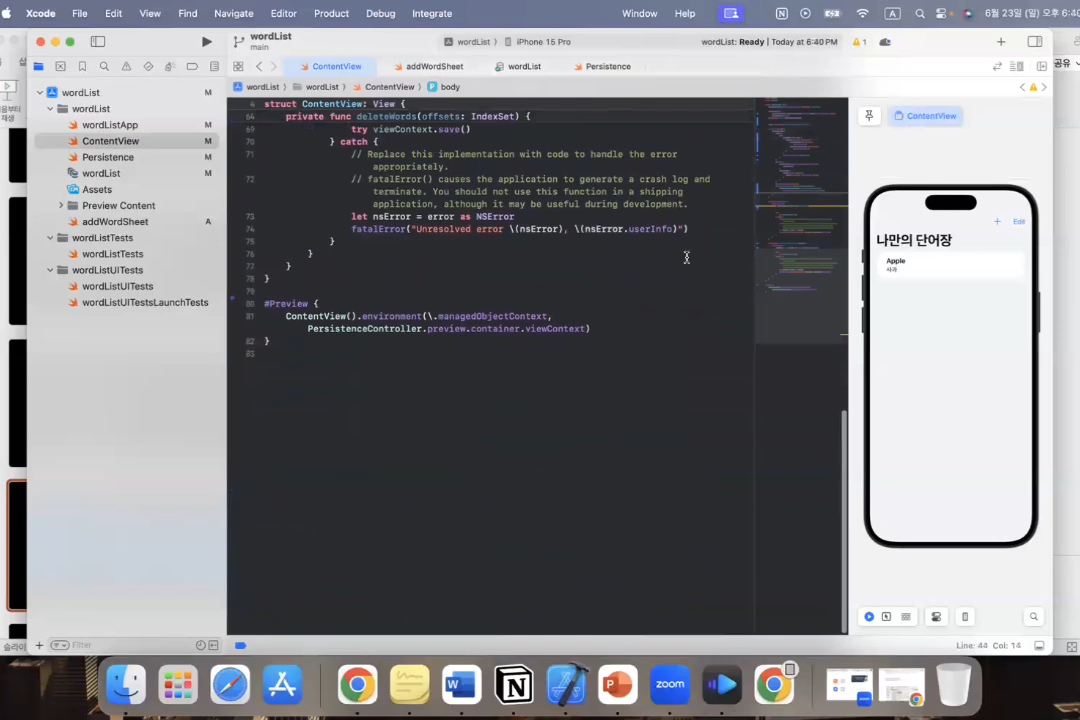 Xcode File Edit View Find Navigate Editor Product Debug Integrate Window Help A 6월 23일 (일) 오후 6:40
wordList
main
wordList 〉 iPhone 15 Pro
wordList: Ready | Today at 6:40 PM
1
ContentView addWordSheet wordList Persistence
공유
wordList 〉 wordList 〉 ContentView 〉 body
wordList M
wordList
wordListApp M
ContentView M
Persistence M
wordList M
Assets
Preview Content
addWordSheet A
wordListTests
wordListTests
wordListUITests
wordListUITests
wordListUITestsLaunchTests
Filter
4 struct ContentView: View {
64 private func deleteWords(offsets: IndexSet) {
69 try viewContext.save()
70 } catch {
71 // Replace this implementation with code to handle the error
appropriately.
72 // fatalError() causes the application to generate a crash log and
terminate. You should not use this function in a shipping
application, although it may be useful during development.
73 let nsError = error as NSError
74 fatalError("Unresolved error \(nsError), \(nsError.userInfo)")
75 }
76 }
77 }
78 }
79
80 #Preview {
81 ContentView().environment(\.managedObjectContext,
PersistenceController.preview.container.viewContext)
82 }
83
ContentView
Edit
나만의 단어장
Apple
사과
Line: 44 Col: 14
재생
슬라이
W
N
P
zoom